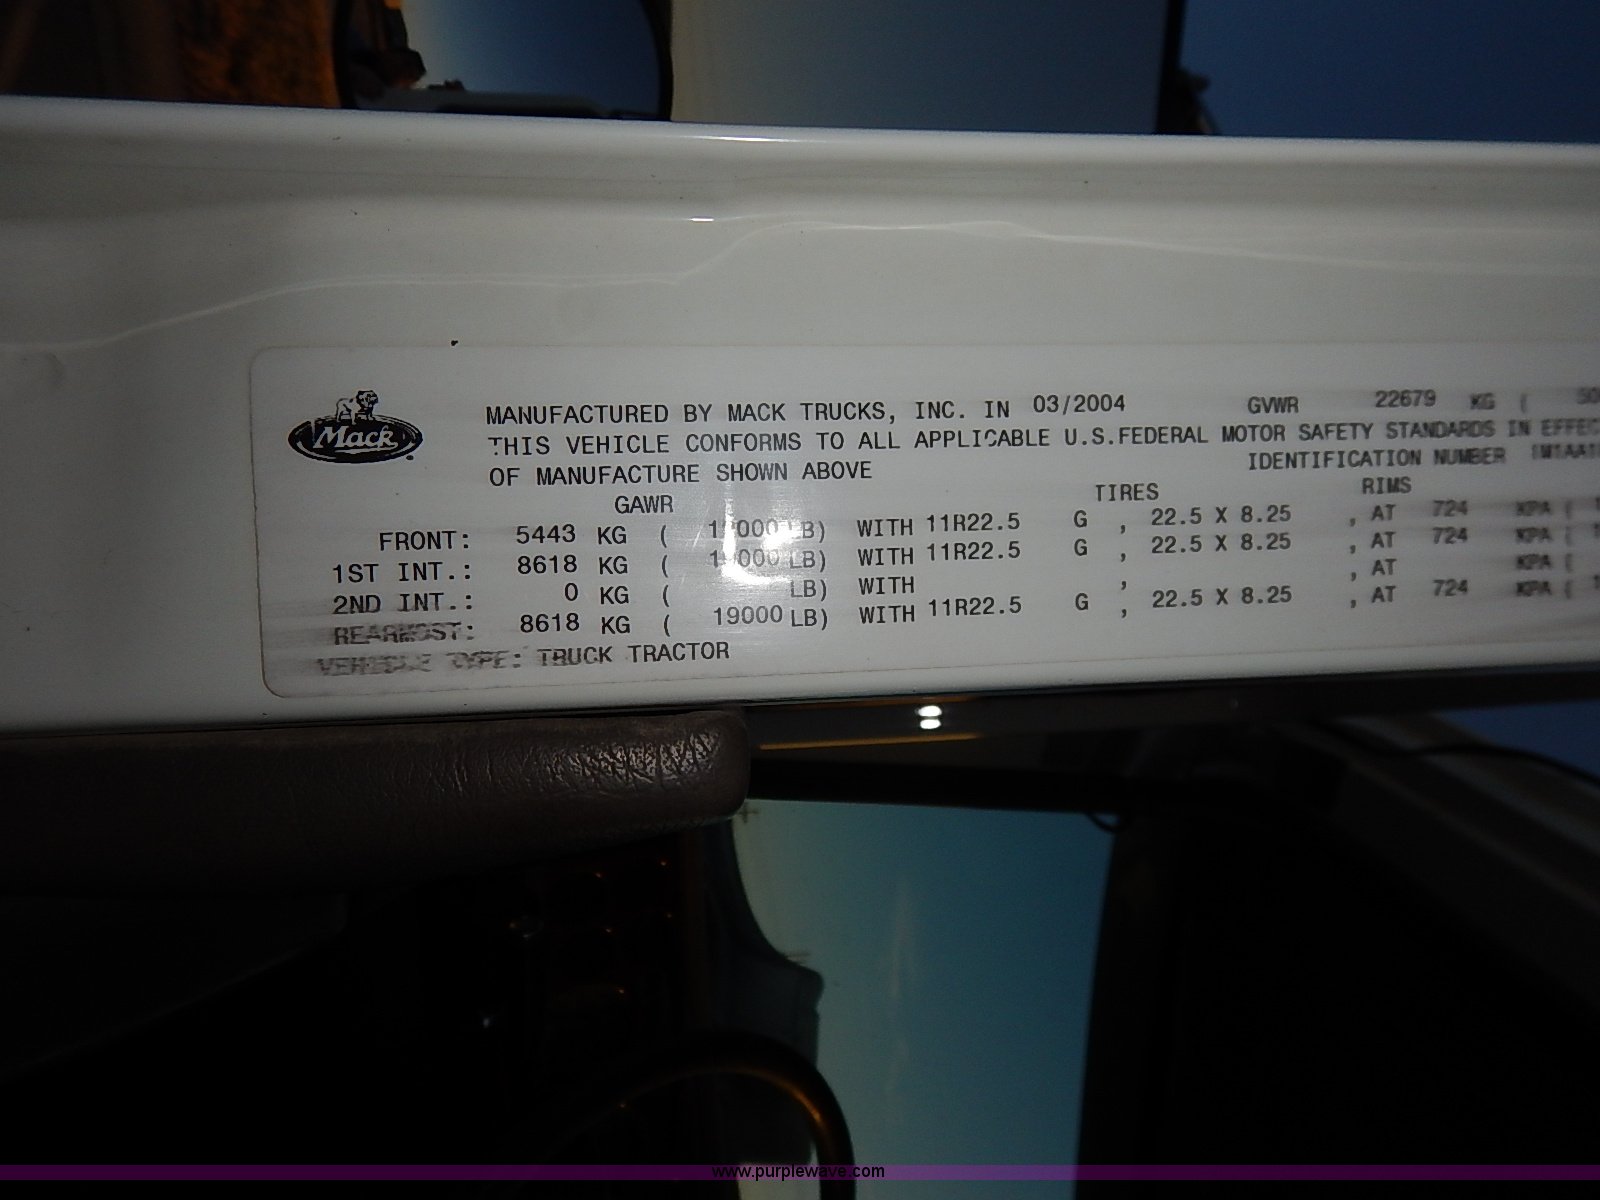 Mack
MANUFACTURED BY MACK TRUCKS, INC. IN 03/2004 GVWR 22679 KG (
THIS VEHICLE CONFORMS TO ALL APPLICABLE U.S.FEDERAL MOTOR SAFETY STANDARDS IN
OF MANUFACTURE SHOWN ABOVE IDENTIFICATION NUMBER
GAWR TIRES RIMS
FRONT: 5443 KG ( LB) WITH 11R22.5 G , 22.5 X 8.25 , AT 724 KPA (
1ST INT.: 8618 KG ( LB) WITH 11R22.5 G , 22.5 X 8.25 , AT 724 KPA (
2ND INT.: 0 KG ( LB) WITH , , AT KPA (
REARMOST: 8618 KG ( 19000 LB) WITH 11R22.5 G , 22.5 X 8.25 , AT 724 KPA (
VEHICLE TYPE: TRUCK TRACTOR
www.purplewave.com